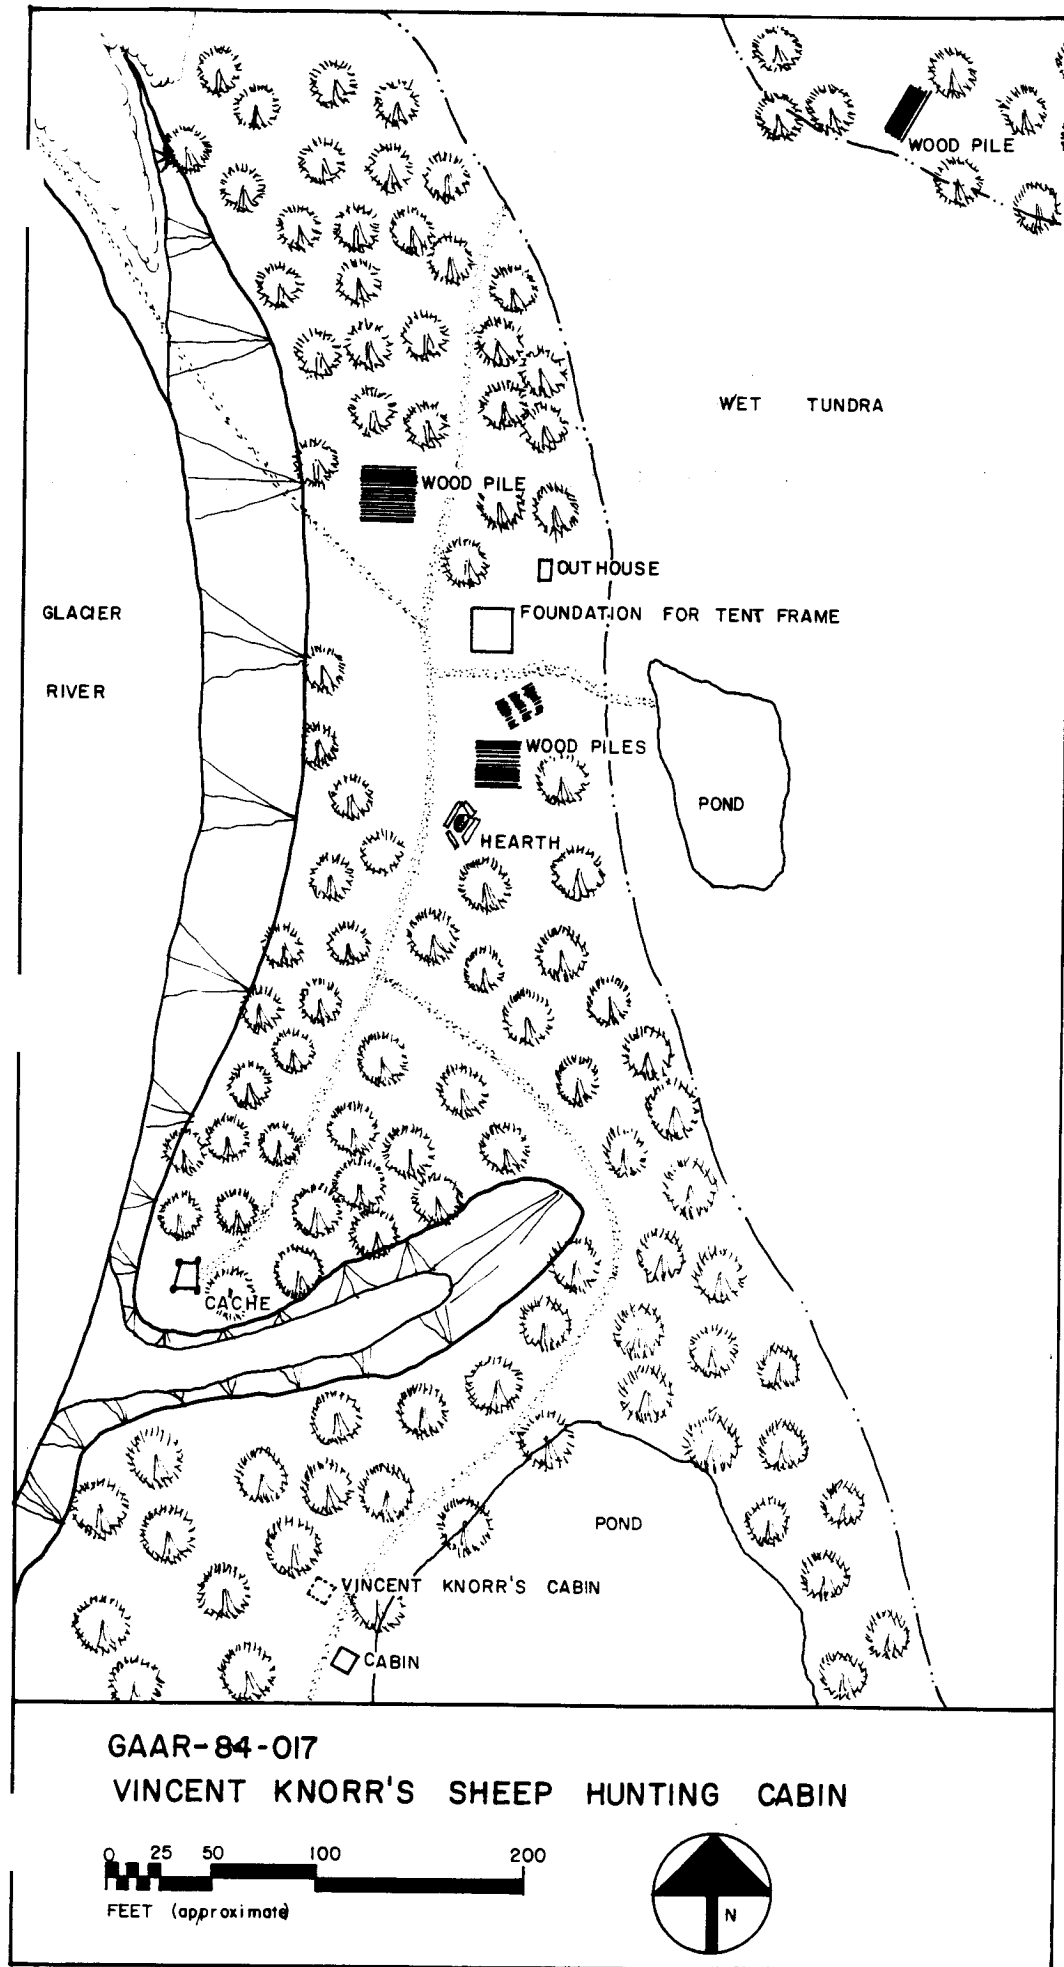 WOOD PILE
WET TUNDRA
WOOD PILE
OUTHOUSE
GLACIER
RIVER
FOUNDATION FOR TENT FRAME
WOOD PILES
POND
HEARTH
CACHE
POND
VINCENT KNORR'S CABIN
CABIN
GAAR-84-017
VINCENT KNORR'S SHEEP HUNTING CABIN
0 25 50 100 200
FEET (approximate)
N